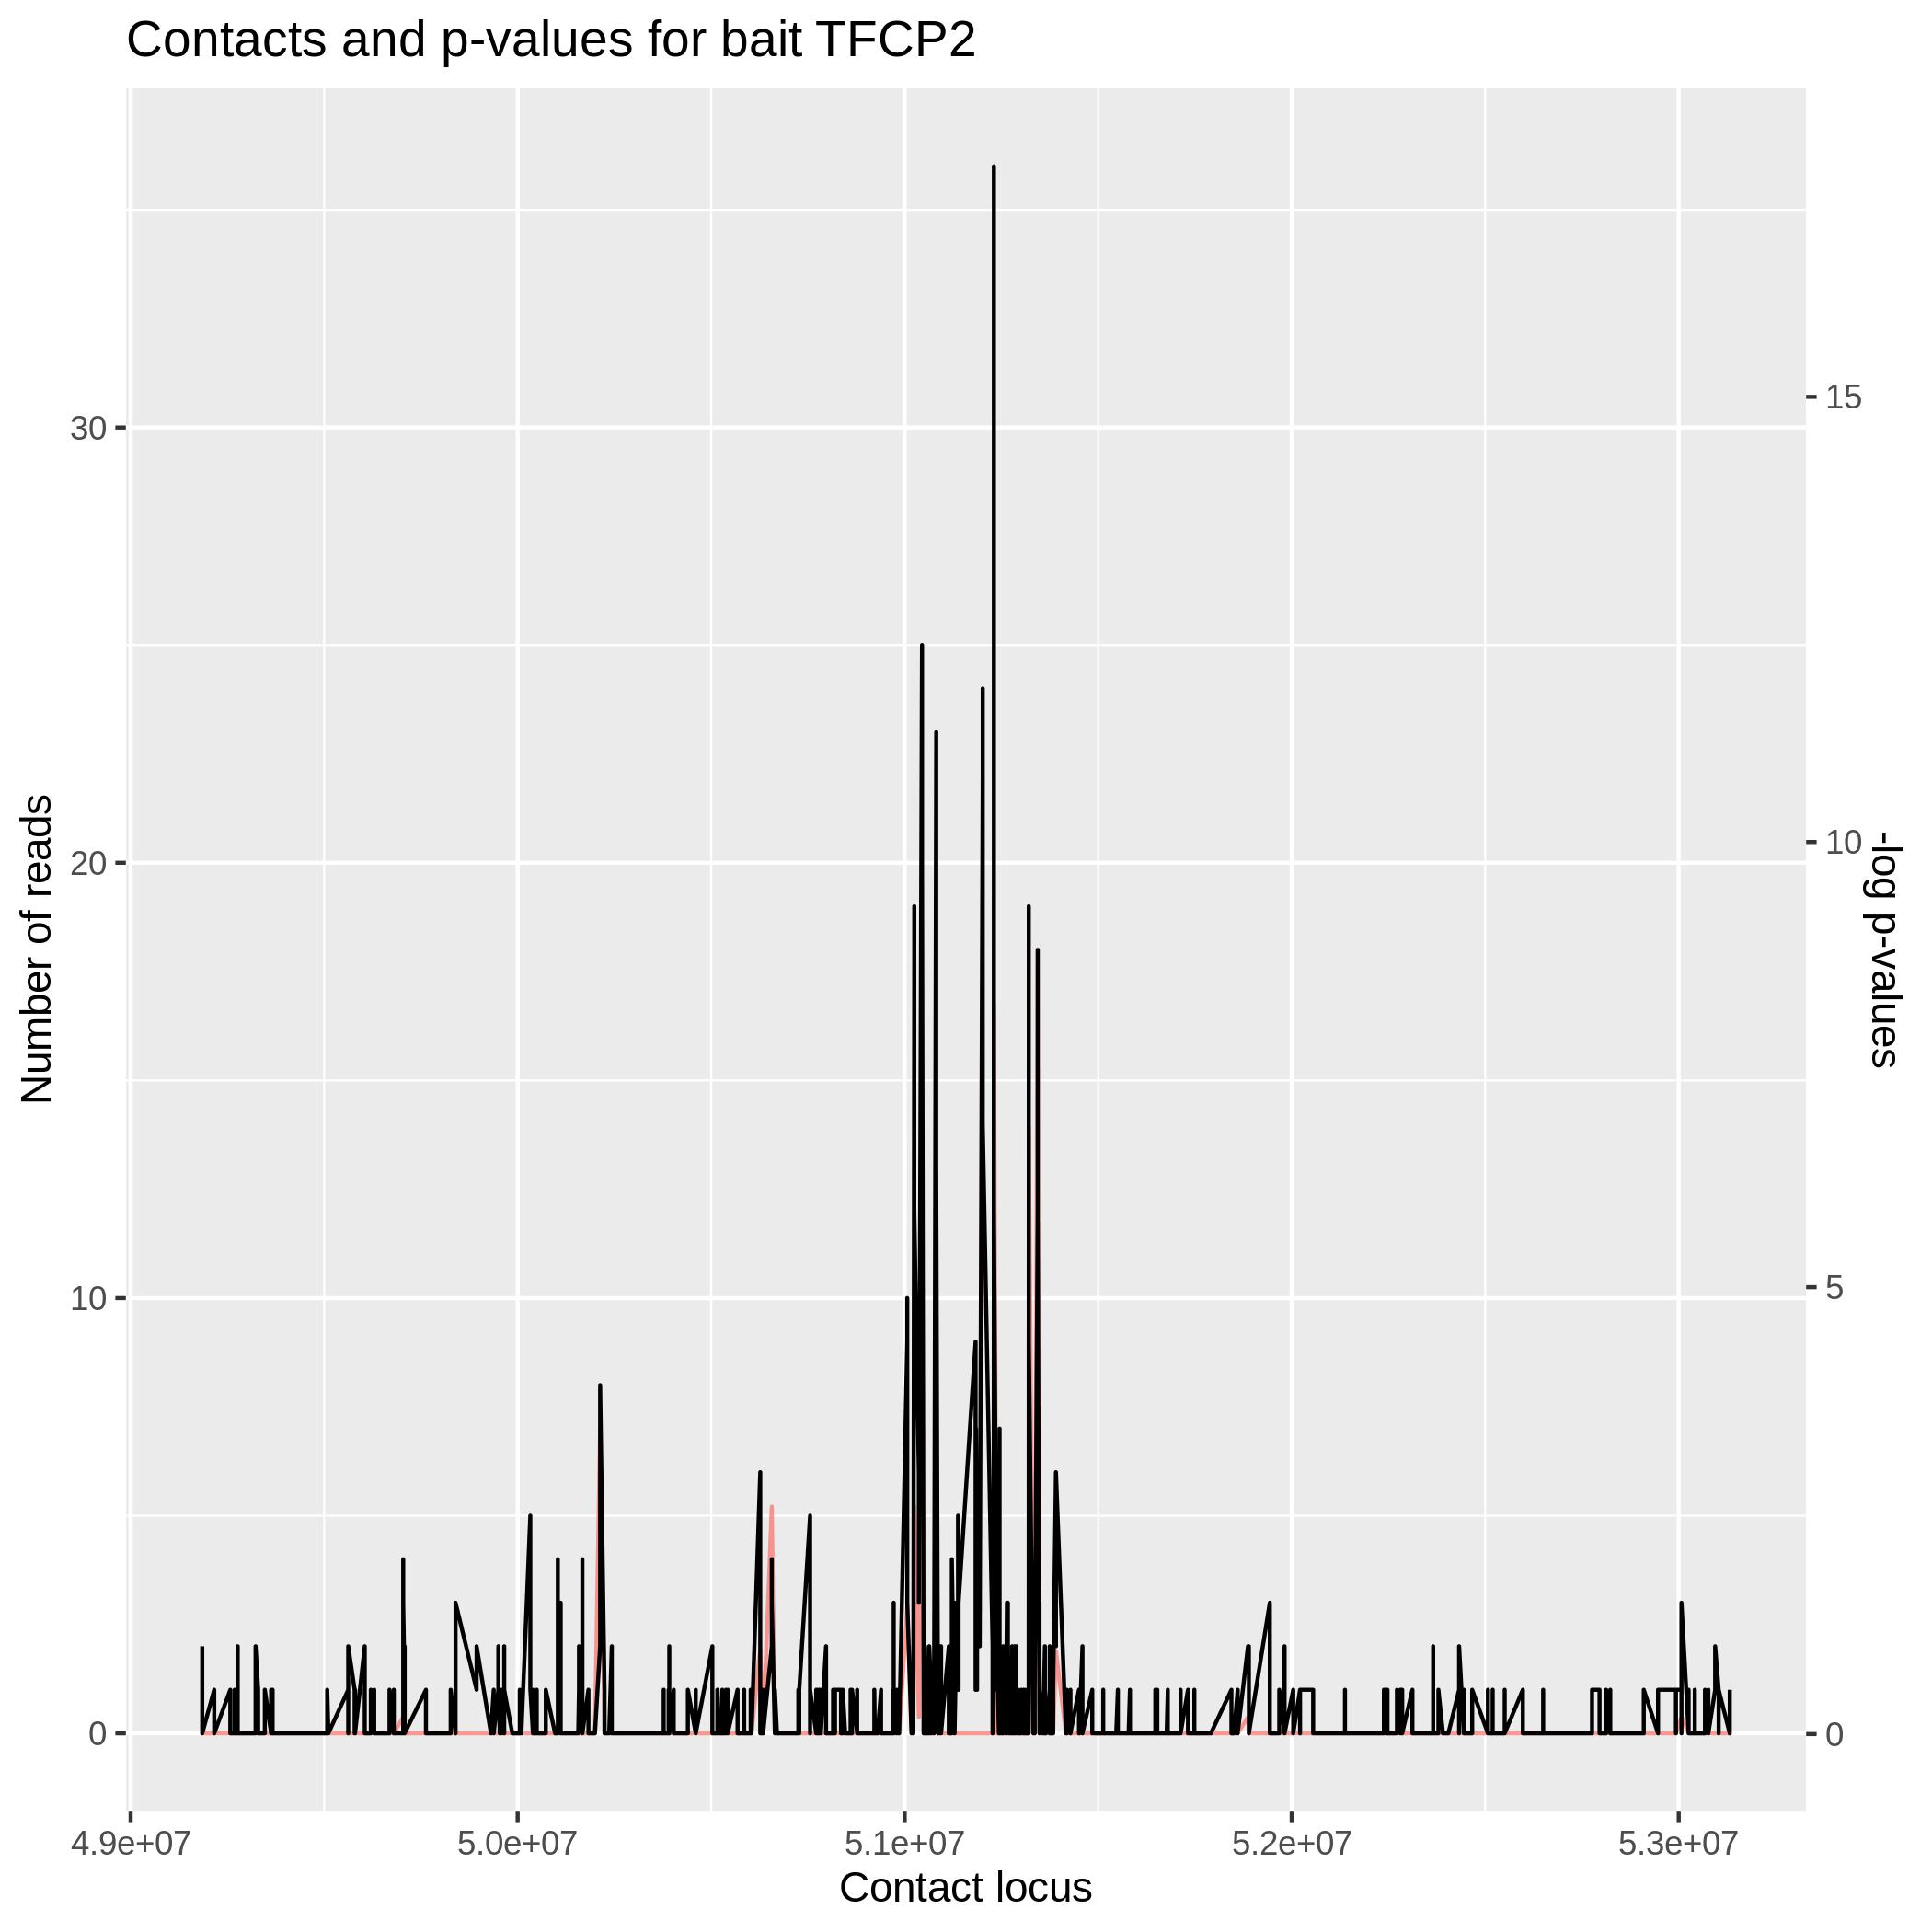 Contacts and p-values for bait TFCP2
Number of reads
30
20
10
0
15
10
5
0
-log p-values
4.9e+07 5.0e+07 5.1e+07 5.2e+07 5.3e+07
Contact locus